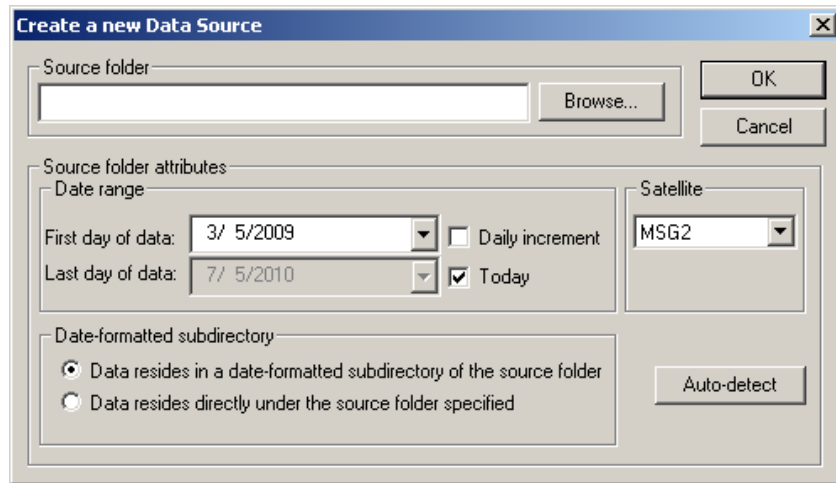 Create a new Data Source
Source folder
Browse...
OK
Cancel
Source folder attributes
Date range
First day of data: 3/ 5/2009 Daily increment
Last day of data: 7/ 5/2010 Today
Satellite
MSG2
Date-formatted subdirectory
Data resides in a date-formatted subdirectory of the source folder
Data resides directly under the source folder specified
Auto-detect